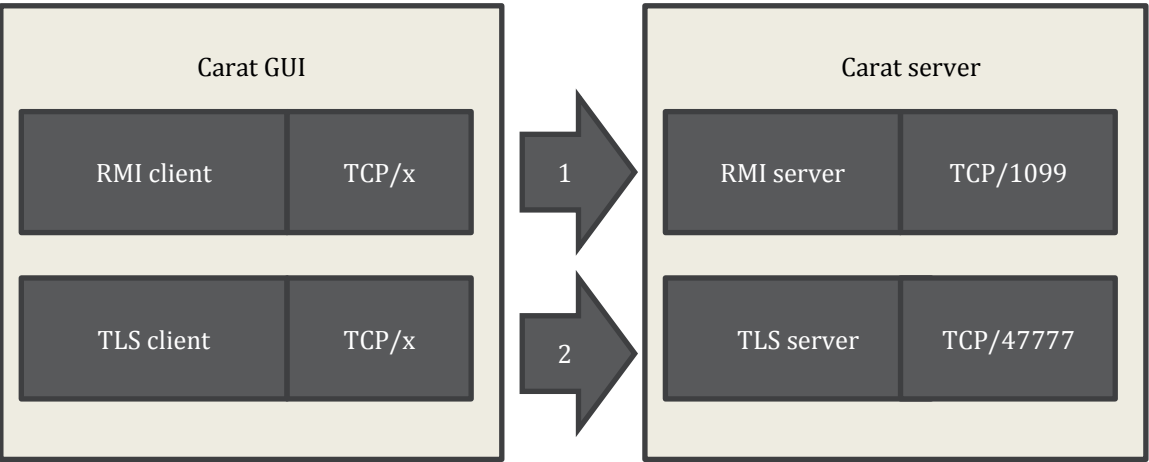 Carat GUI
RMI client
TCP/x
TLS client
TCP/x
1
2
Carat server
RMI server
TCP/1099
TLS server
TCP/47777